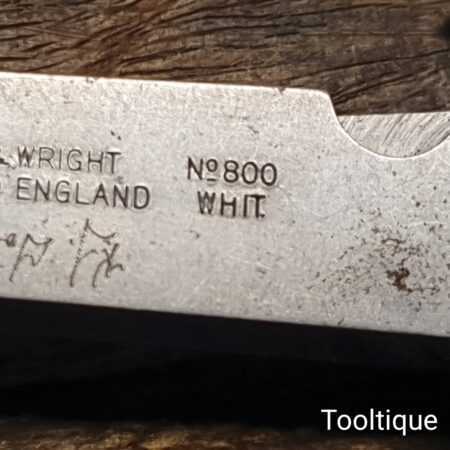 WRIGHT
ENGLAND
Nº800
WHIT.
Tooltique